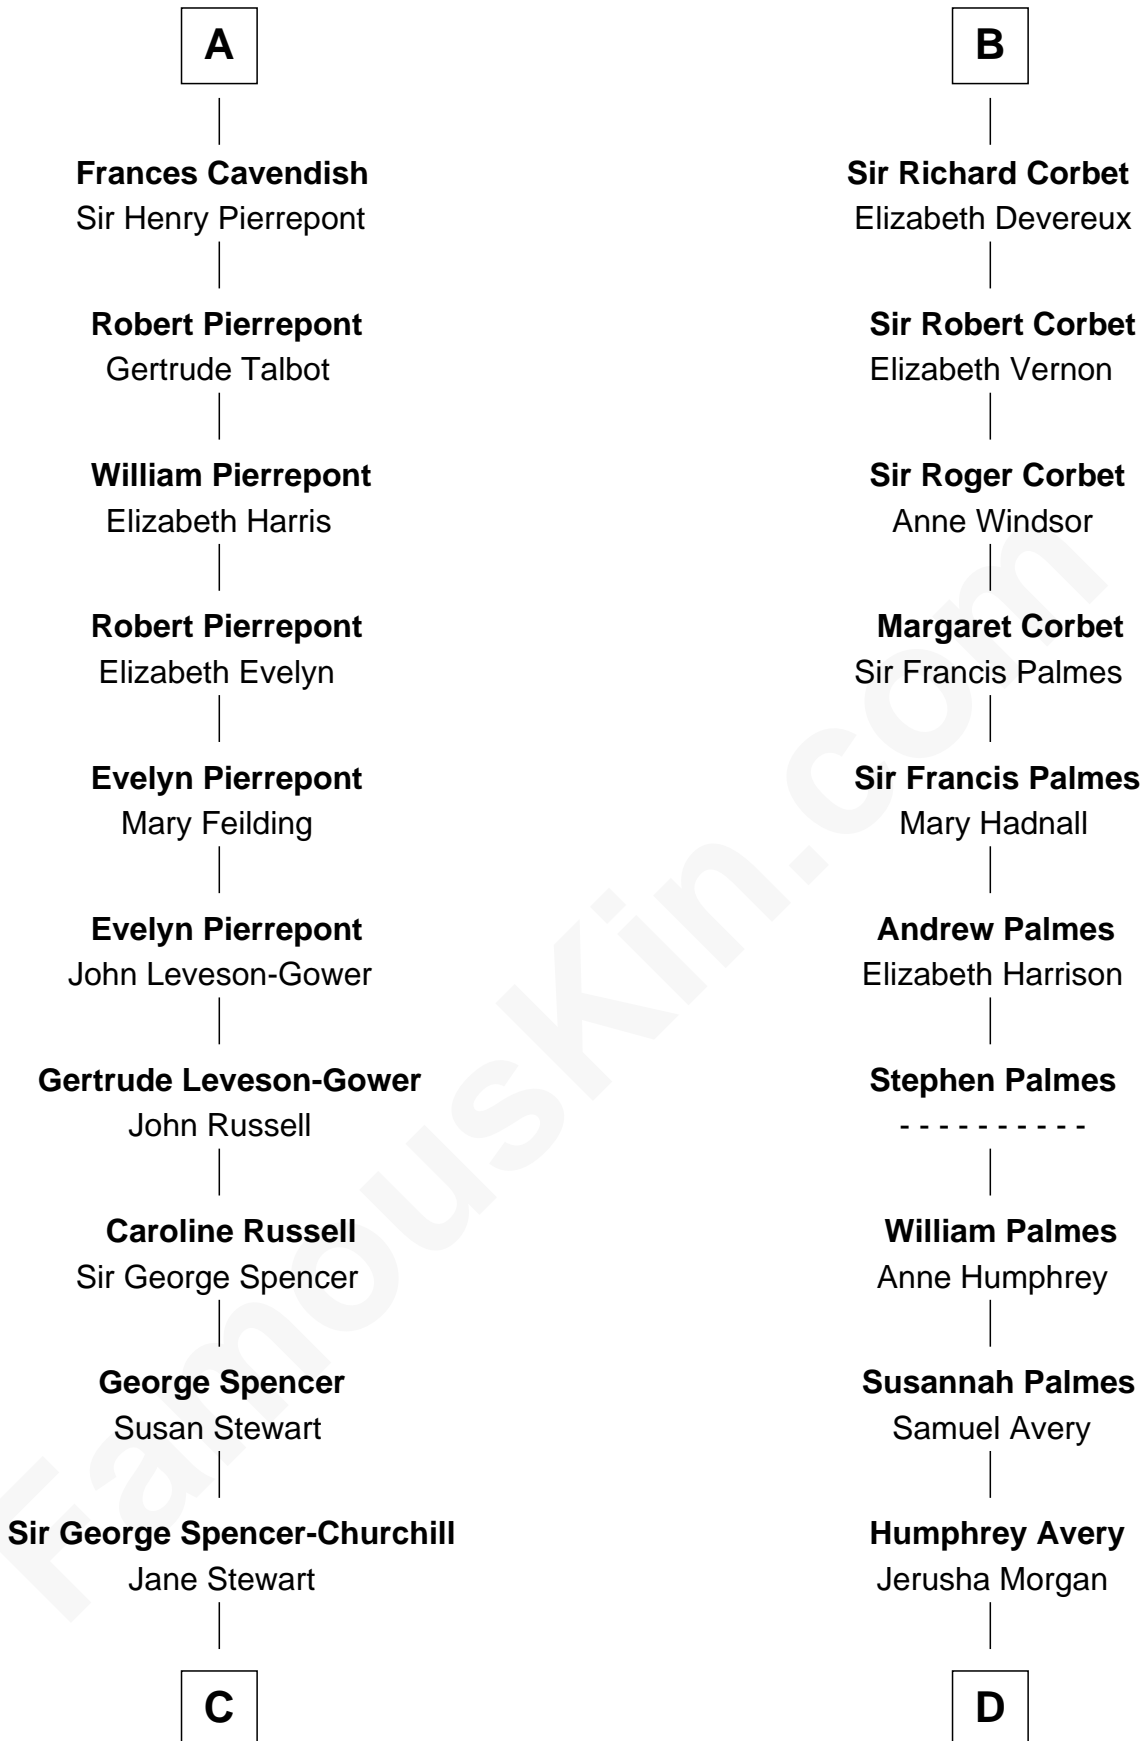 A
Frances Cavendish
Sir Henry Pierrepont
Robert Pierrepont
Gertrude Talbot
William Pierrepont
Elizabeth Harris
Robert Pierrepont
Elizabeth Evelyn
Evelyn Pierrepont
Mary Feilding
Evelyn Pierrepont
John Leveson-Gower
Gertrude Leveson-Gower
John Russell
Caroline Russell
Sir George Spencer
George Spencer
Susan Stewart
Sir George Spencer-Churchill
Jane Stewart
C
B
Sir Richard Corbet
Elizabeth Devereux
Sir Robert Corbet
Elizabeth Vernon
Sir Roger Corbet
Anne Windsor
Margaret Corbet
Sir Francis Palmes
Sir Francis Palmes
Mary Hadnall
Andrew Palmes
Elizabeth Harrison
Stephen Palmes
- - - - - - - - - -
William Palmes
Anne Humphrey
Susannah Palmes
Samuel Avery
Humphrey Avery
Jerusha Morgan
D
FamousKin.com